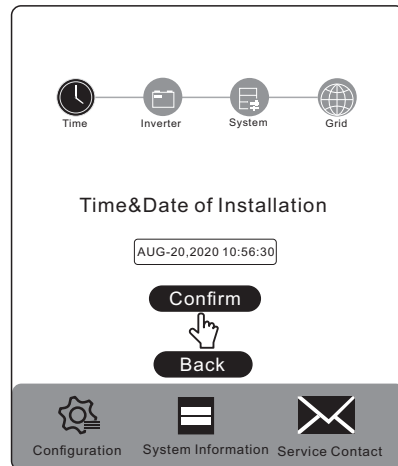 Time Inverter System Grid
Time&Date of Installation
AUG-20,2020 10:56:30
Confirm
Back
Configuration System Information Service Contact